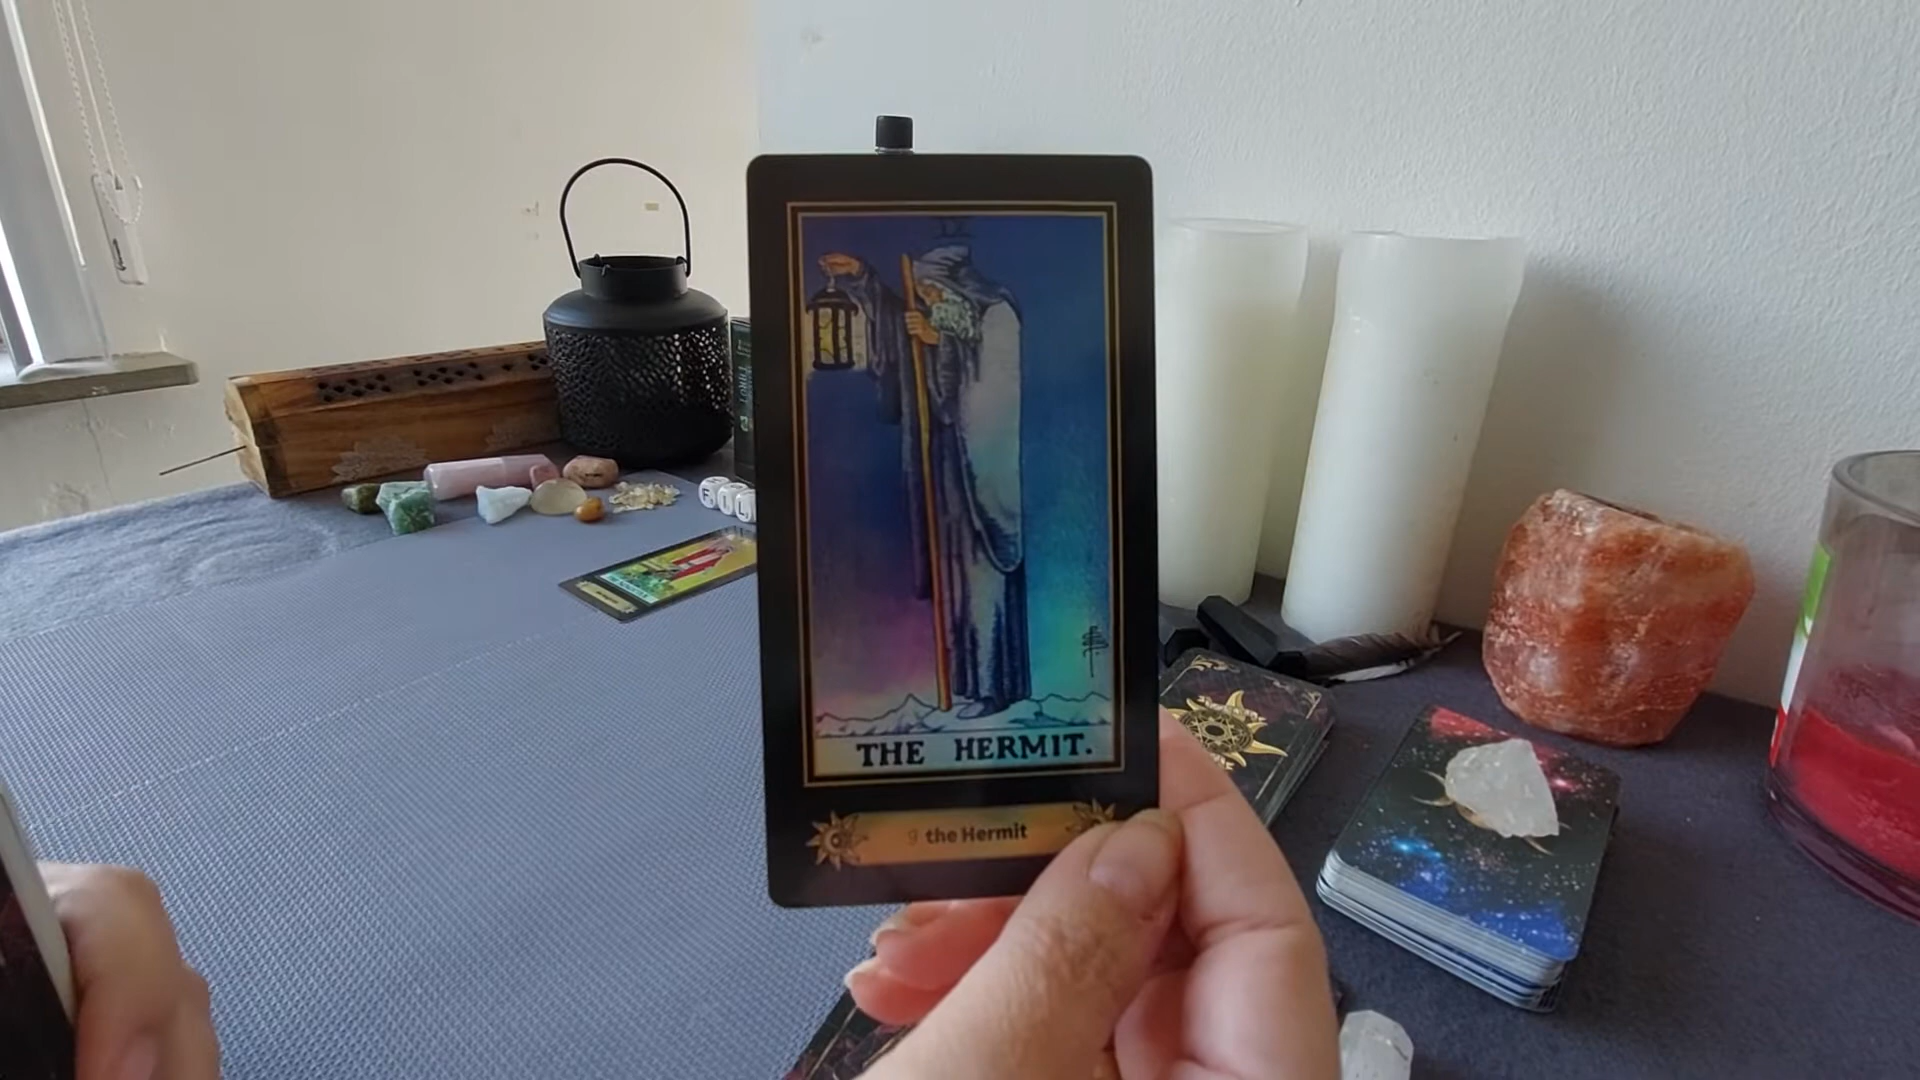 THE HERMIT.
9 the Hermit
F I L